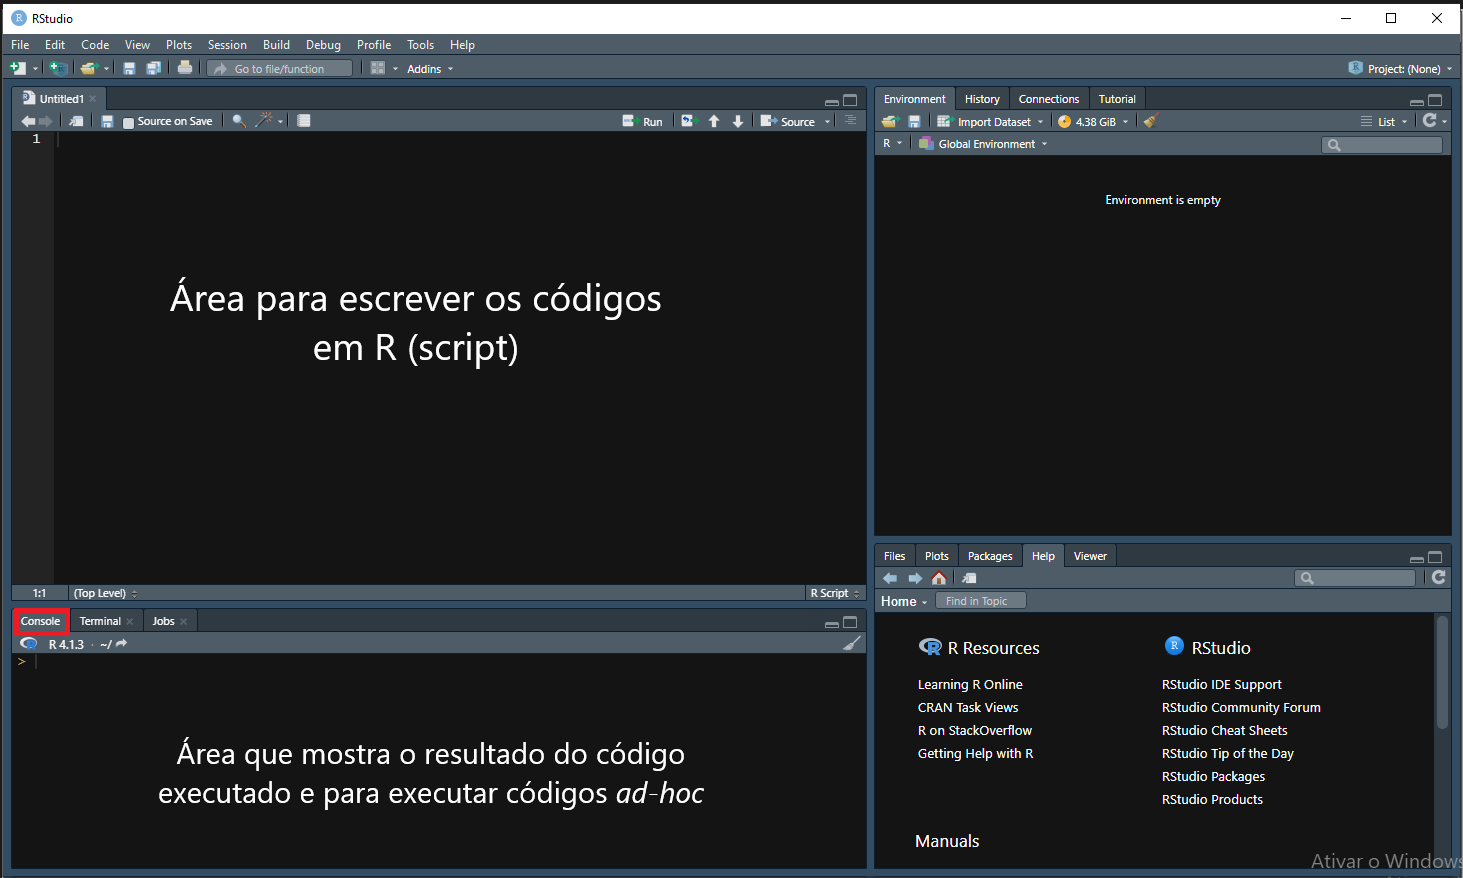 RStudio
File Edit Code View Plots Session Build Debug Profile Tools Help
Go to file/function Addins Project: (None)
Untitled1
Source on Save Run Source
1
Área para escrever os códigos
em R (script)
1:1 (Top Level) R Script
Console Terminal Jobs
R 4.1.3 · ~/
>
Área que mostra o resultado do código
executado e para executar códigos ad-hoc
Environment History Connections Tutorial
Import Dataset 4.38 GiB List
R Global Environment
Environment is empty
Files Plots Packages Help Viewer
Home Find in Topic
R Resources
Learning R Online
CRAN Task Views
R on StackOverflow
Getting Help with R
RStudio
RStudio IDE Support
RStudio Community Forum
RStudio Cheat Sheets
RStudio Tip of the Day
RStudio Packages
RStudio Products
Manuals
Ativar o Windows